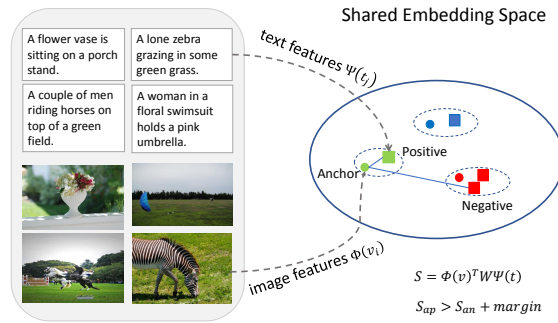 Shared Embedding Space
A flower vase is
sitting on a porch
stand.
A lone zebra
grazing in some
green grass.
A couple of men
riding horses on
top of a green
field.
A woman in a
floral swimsuit
holds a pink
umbrella.
text features Ψ(t_j)
Positive
Anchor
Negative
image features Φ(v_i)
S = Φ(v)^T WΨ(t)
S_ap > S_an + margin